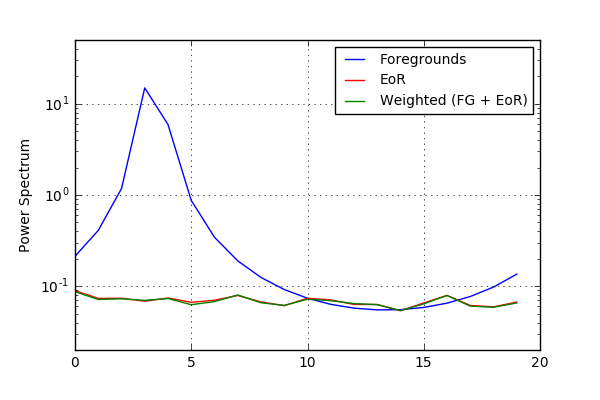 Foregrounds
EoR
Weighted (FG + EoR)
Power Spectrum
10^1
10^0
10^-1
0 5 10 15 20